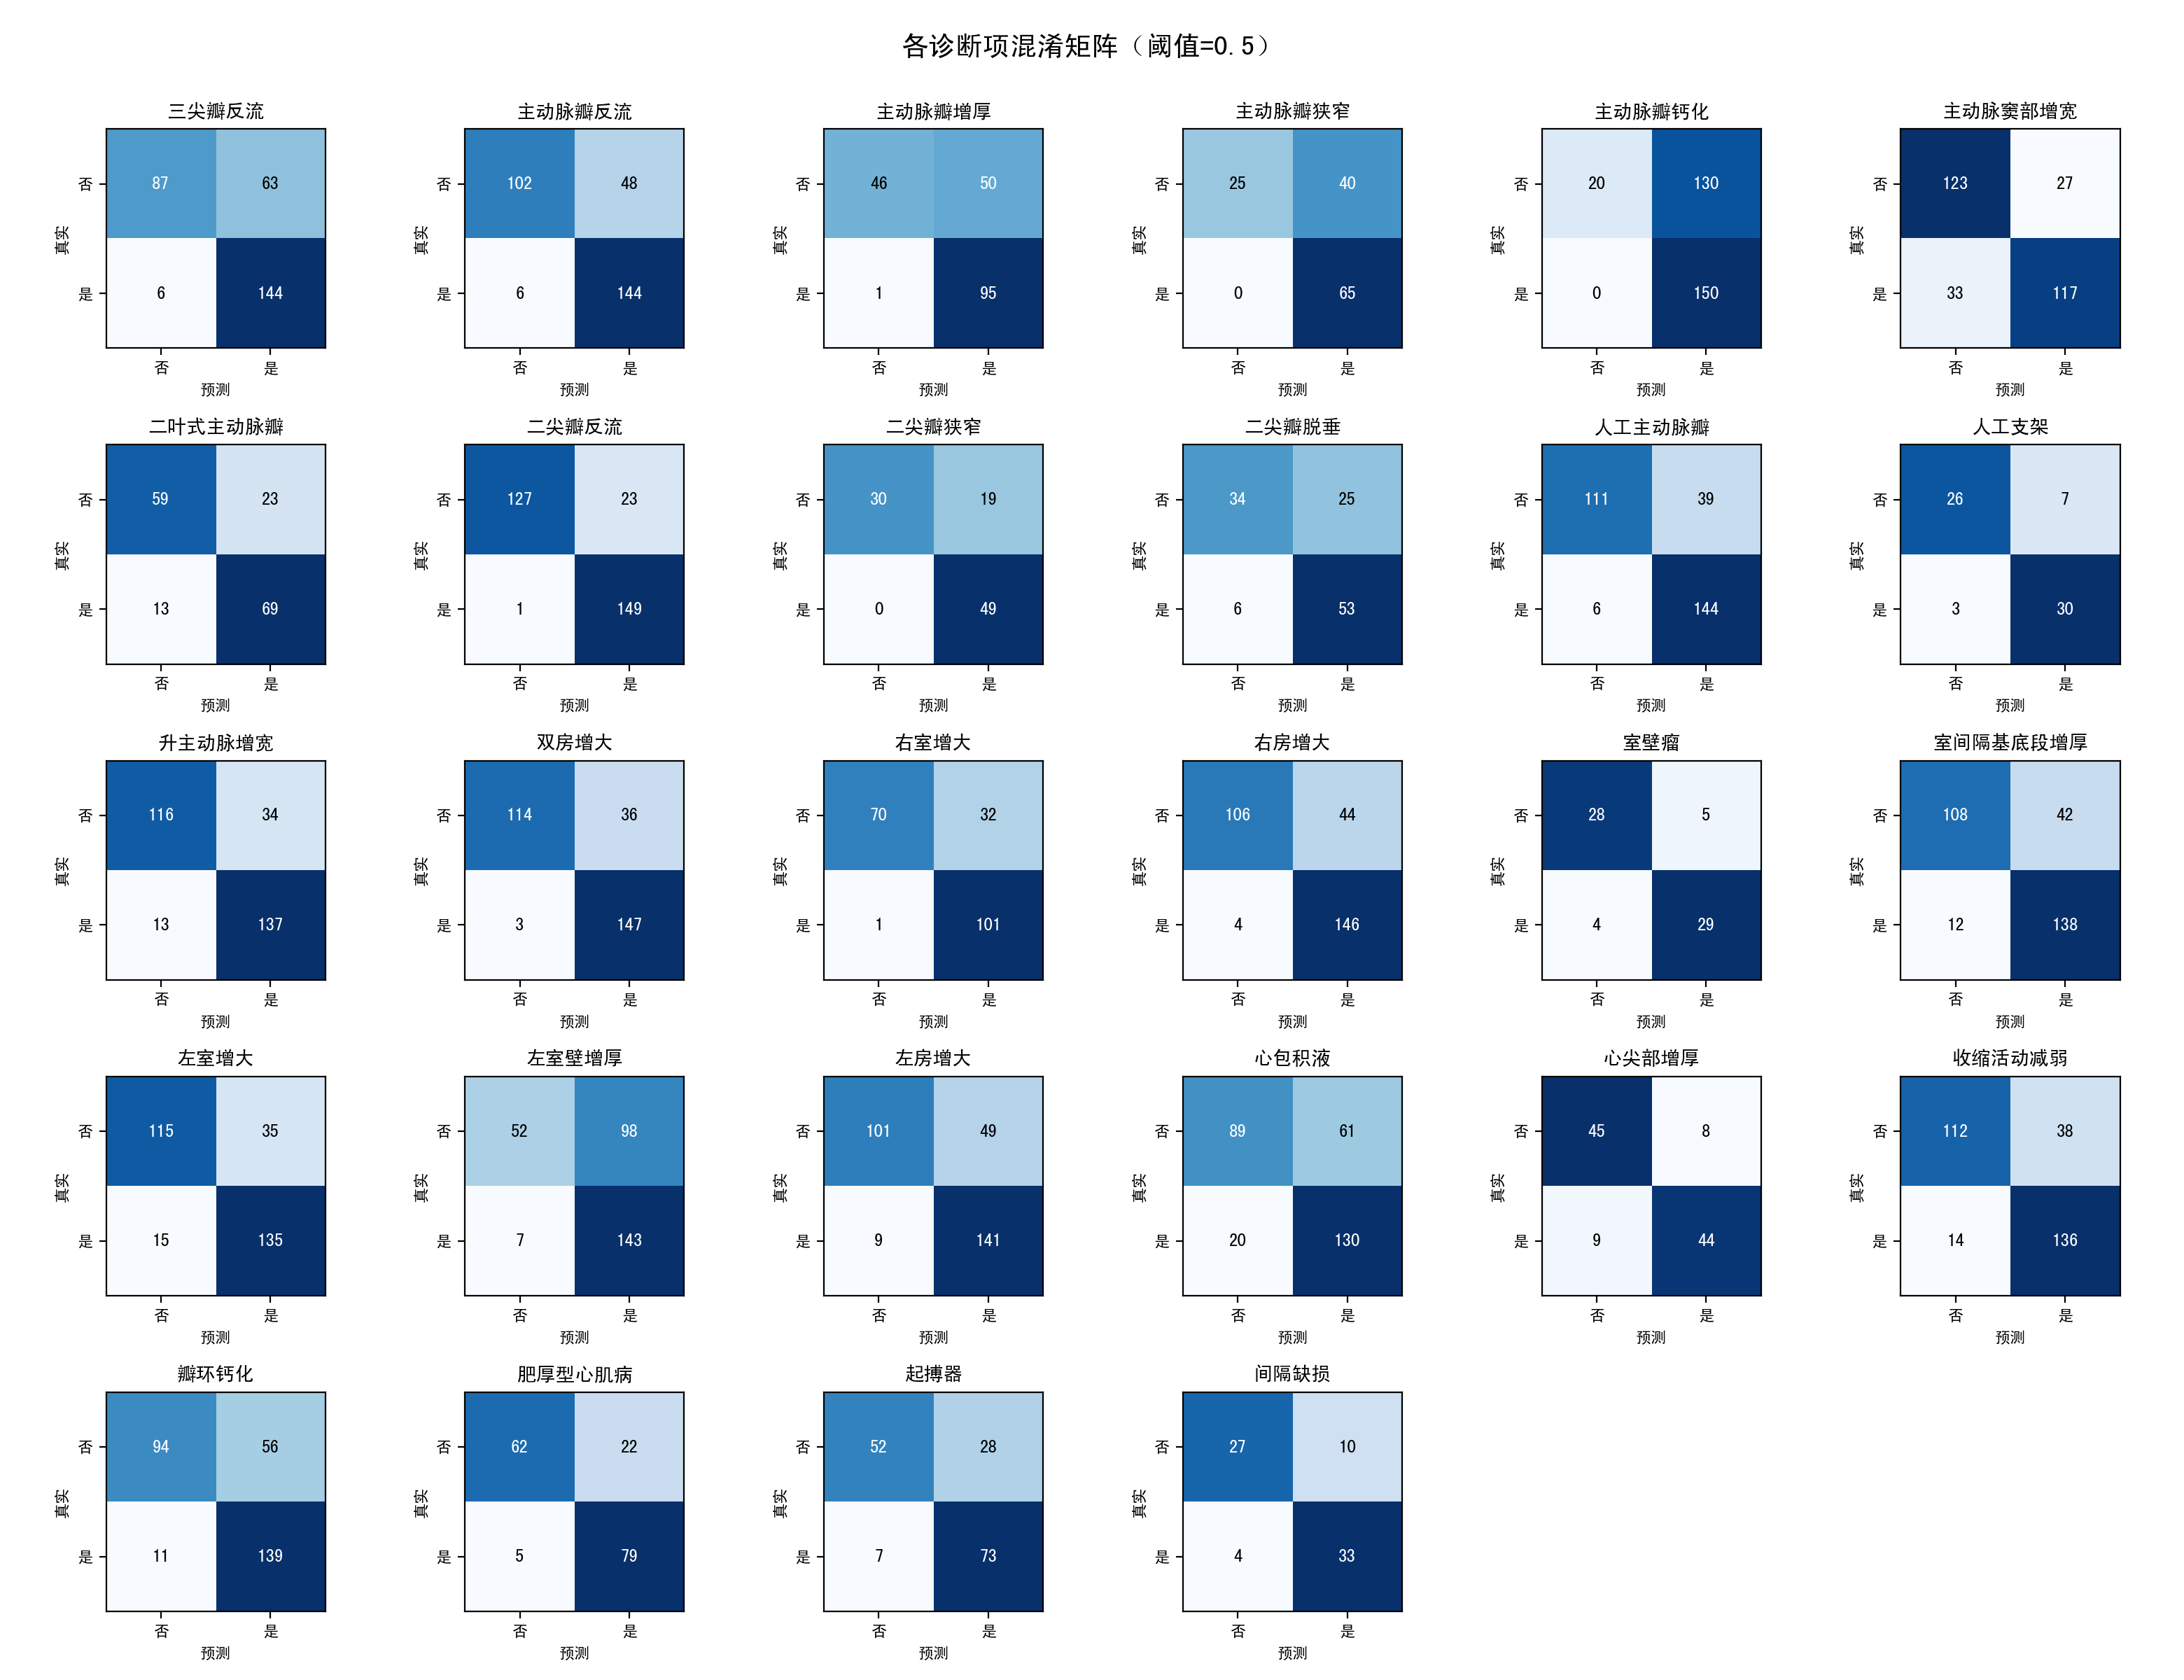 各诊断项混淆矩阵（阈值=0.5）
三尖瓣反流
否 87 63
真实
是 6 144
否 是
预测
主动脉瓣反流
否 102 48
真实
是 6 144
否 是
预测
主动脉瓣增厚
否 46 50
真实
是 1 95
否 是
预测
主动脉瓣狭窄
否 25 40
真实
是 0 65
否 是
预测
主动脉瓣钙化
否 20 130
真实
是 0 150
否 是
预测
主动脉窦部增宽
否 123 27
真实
是 33 117
否 是
预测
二叶式主动脉瓣
否 59 23
真实
是 13 69
否 是
预测
二尖瓣反流
否 127 23
真实
是 1 149
否 是
预测
二尖瓣狭窄
否 30 19
真实
是 0 49
否 是
预测
二尖瓣脱垂
否 34 25
真实
是 6 53
否 是
预测
人工主动脉瓣
否 111 39
真实
是 6 144
否 是
预测
人工支架
否 26 7
真实
是 3 30
否 是
预测
升主动脉增宽
否 116 34
真实
是 13 137
否 是
预测
双房增大
否 114 36
真实
是 3 147
否 是
预测
右室增大
否 70 32
真实
是 1 101
否 是
预测
右房增大
否 106 44
真实
是 4 146
否 是
预测
室壁瘤
否 28 5
真实
是 4 29
否 是
预测
室间隔基底段增厚
否 108 42
真实
是 12 138
否 是
预测
左室增大
否 115 35
真实
是 15 135
否 是
预测
左室壁增厚
否 52 98
真实
是 7 143
否 是
预测
左房增大
否 101 49
真实
是 9 141
否 是
预测
心包积液
否 89 61
真实
是 20 130
否 是
预测
心尖部增厚
否 45 8
真实
是 9 44
否 是
预测
收缩活动减弱
否 112 38
真实
是 14 136
否 是
预测
瓣环钙化
否 94 56
真实
是 11 139
否 是
预测
肥厚型心肌病
否 62 22
真实
是 5 79
否 是
预测
起搏器
否 52 28
真实
是 7 73
否 是
预测
间隔缺损
否 27 10
真实
是 4 33
否 是
预测